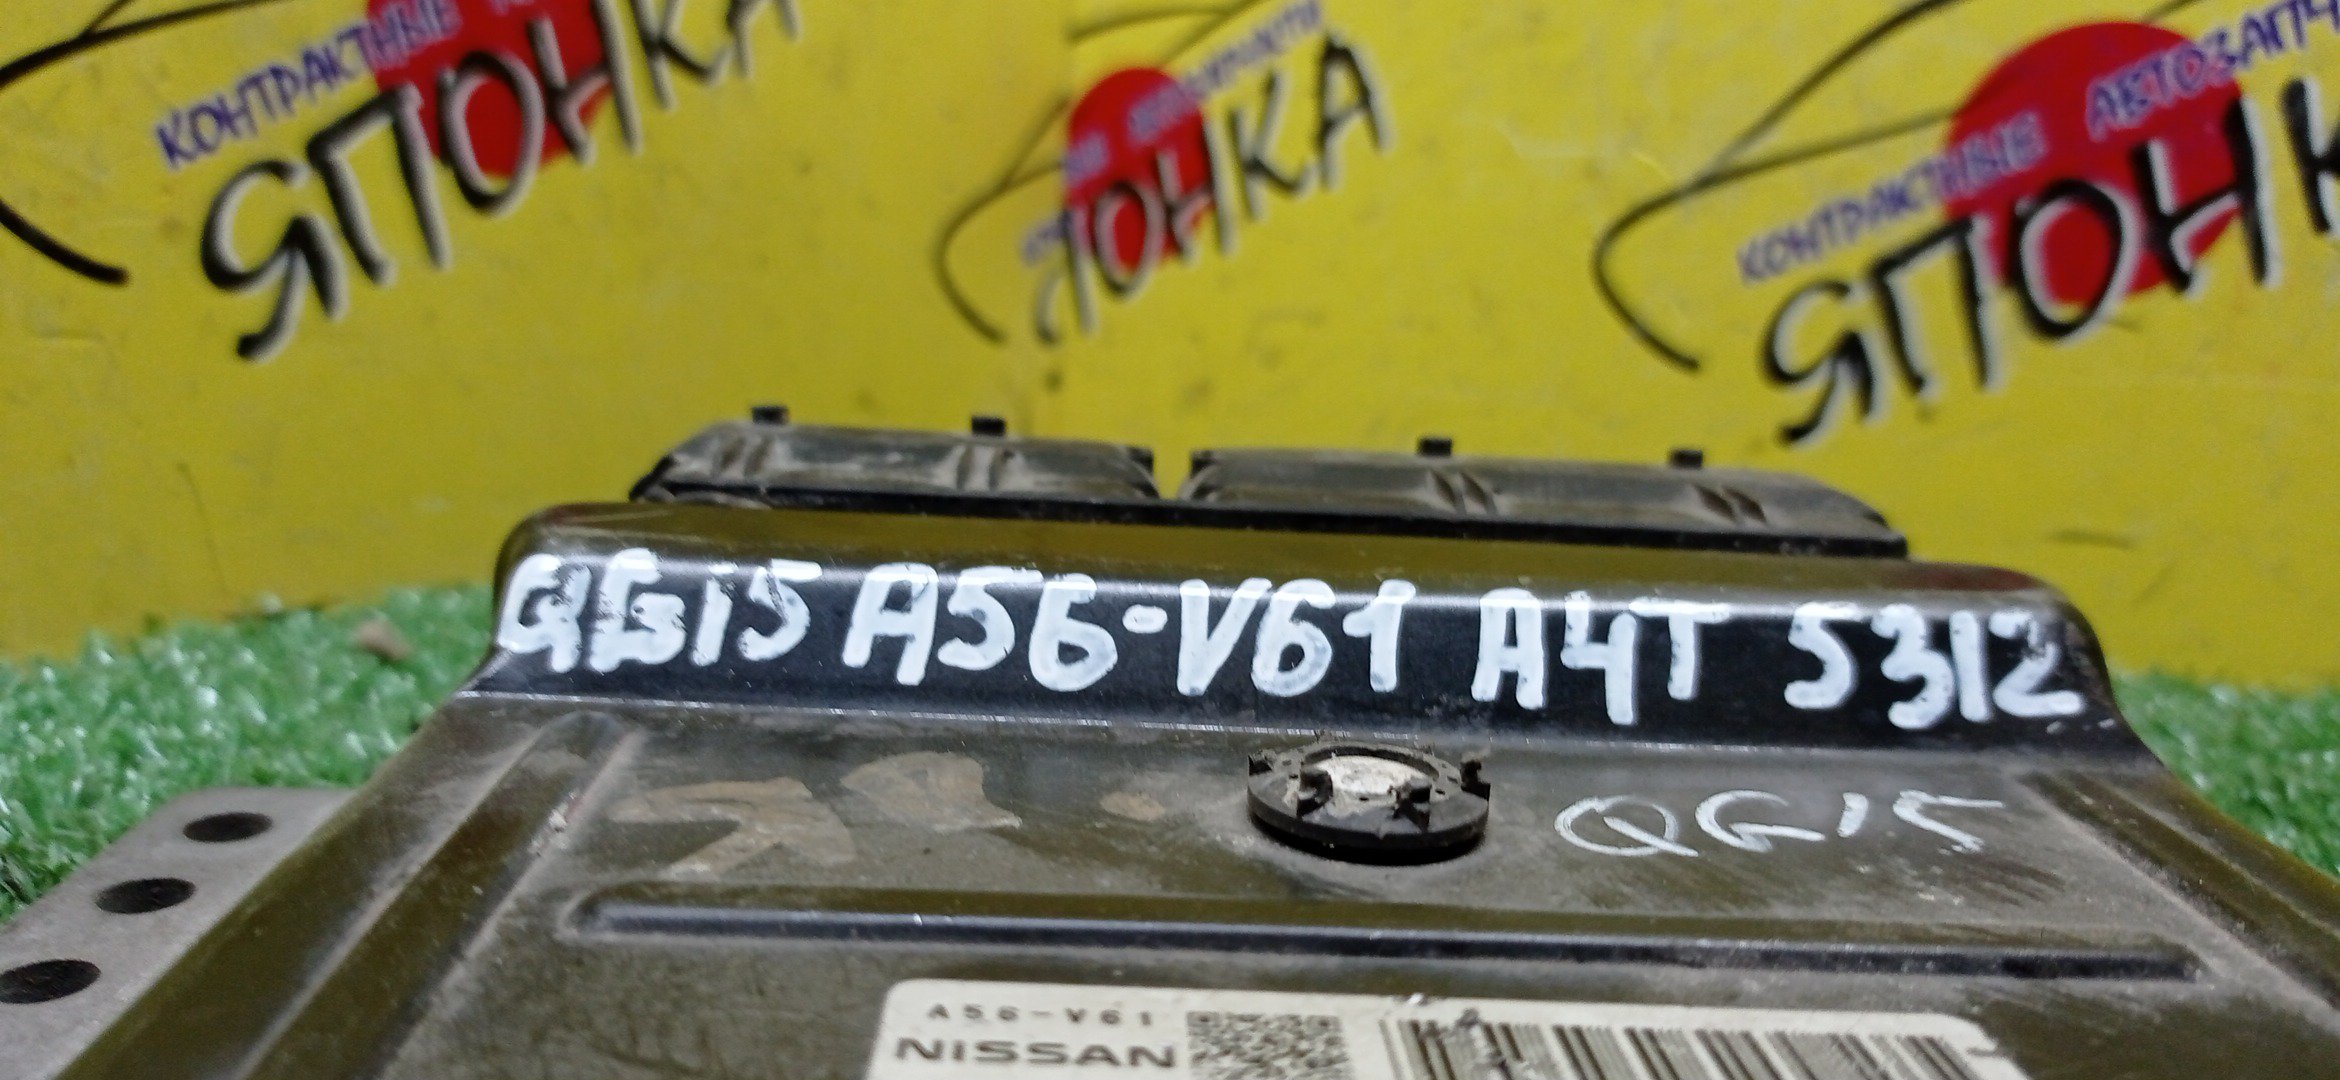 КОНТРАКТНЫЕ
ЯПОНКА
ЯПОНКА
КОНТРАКТНЫЕ АВТОЗАПЧ
ЯПОНК
QG15 A56-V61 A4T 5312
QG15
A56-V61
NISSAN